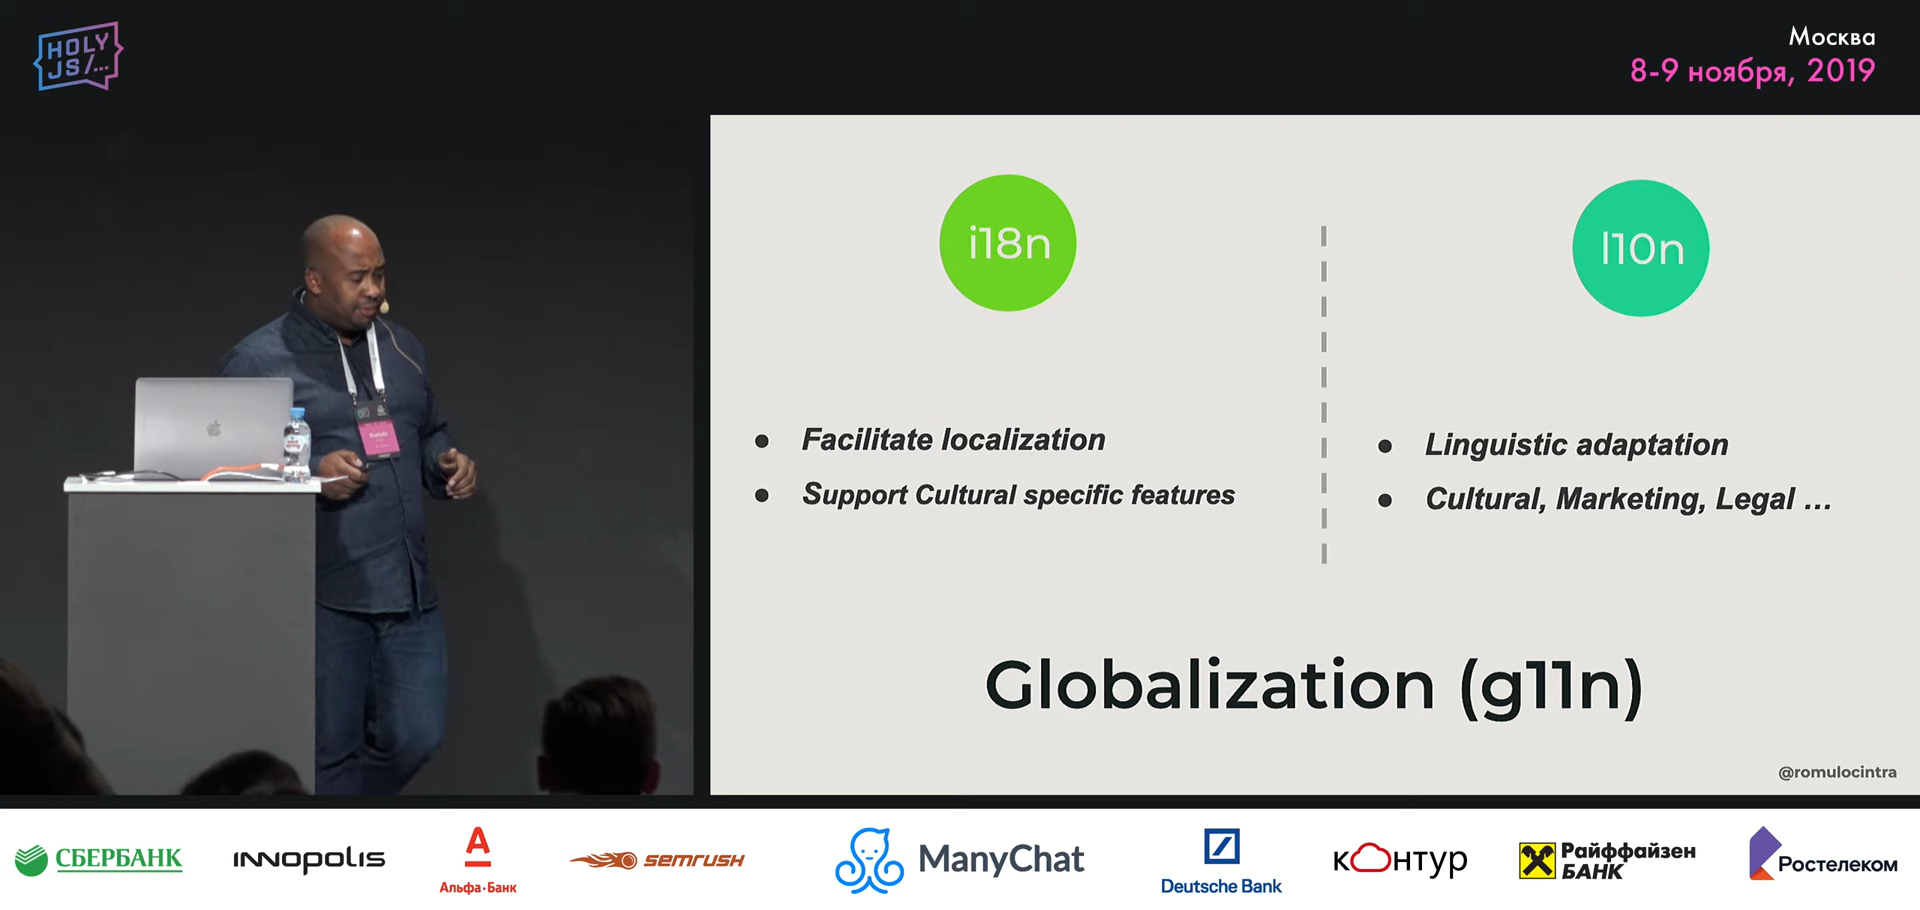 HOLY
JS/...
Москва
8-9 ноября, 2019
i18n
Facilitate localization
Support Cultural specific features
l10n
Linguistic adaptation
Cultural, Marketing, Legal ...
Globalization (g11n)
@romulocintra
СБЕРБАНК
INNOPOLIS
Альфа·Банк
semrush
ManyChat
Deutsche Bank
контур
Райффайзен
БАНК
Ростелеком